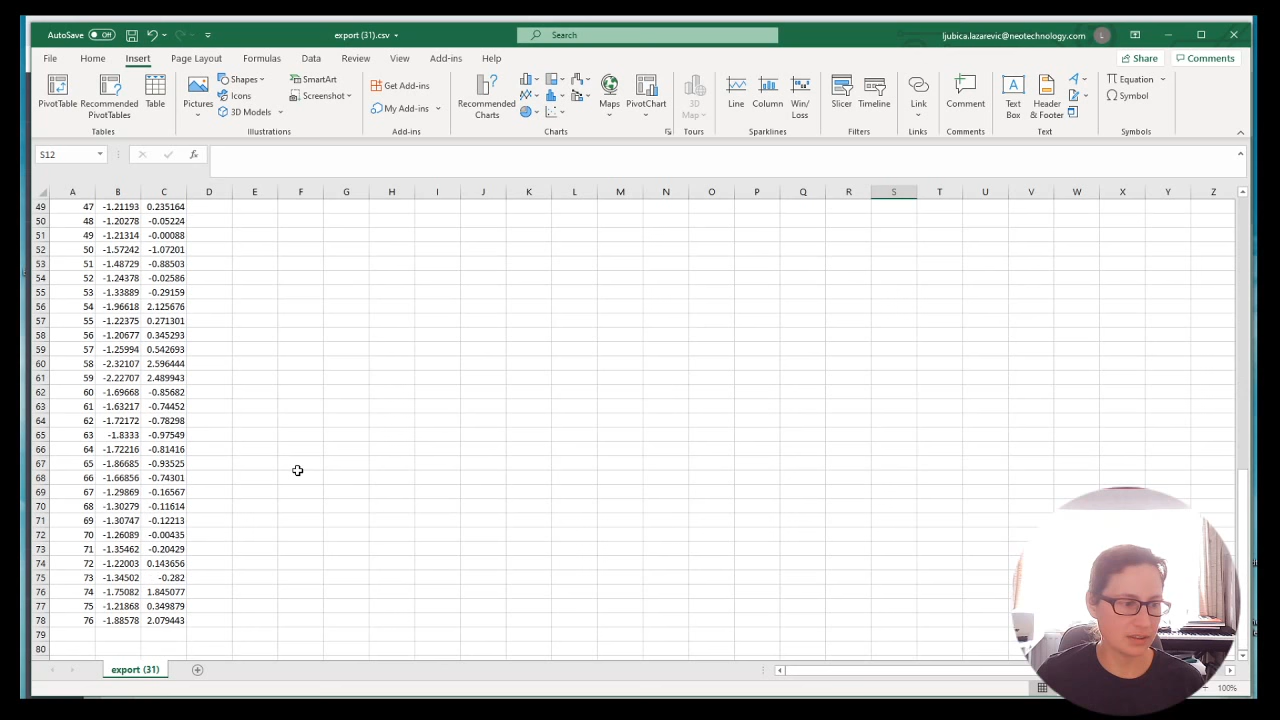 AutoSave Off export (31).csv Search ljubica.lazarevic@neotechnology.com L
File Home Insert Page Layout Formulas Data Review View Add-ins Help Share Comments
PivotTable Recommended PivotTables Table Pictures Shapes Icons 3D Models SmartArt Screenshot Get Add-ins My Add-ins Recommended Charts Maps PivotChart 3D Map Line Column Win/Loss Slicer Timeline Link Comment Text Box Header & Footer Equation Symbol
Tables Illustrations Add-ins Charts Tours Sparklines Filters Links Comments Text Symbols
S12 fx
A B C D E F G H I J K L M N O P Q R S T U V W X Y Z
49 47 -1.21193 0.235164
50 48 -1.20278 -0.05224
51 49 -1.21314 -0.00088
52 50 -1.57242 -1.07201
53 51 -1.48729 -0.88503
54 52 -1.24378 -0.02586
55 53 -1.33889 -0.29159
56 54 -1.96618 2.125676
57 55 -1.22375 0.271301
58 56 -1.20677 0.345293
59 57 -1.25994 0.542693
60 58 -2.32107 2.596444
61 59 -2.22707 2.489943
62 60 -1.69668 -0.85682
63 61 -1.63217 -0.74452
64 62 -1.72172 -0.78298
65 63 -1.8333 -0.97549
66 64 -1.72216 -0.81416
67 65 -1.86685 -0.93525
68 66 -1.66856 -0.74301
69 67 -1.29869 -0.16567
70 68 -1.30279 -0.11614
71 69 -1.30747 -0.12213
72 70 -1.26089 -0.00435
73 71 -1.35462 -0.20429
74 72 -1.22003 0.143656
75 73 -1.34502 -0.282
76 74 -1.75082 1.845077
77 75 -1.21868 0.349879
78 76 -1.88578 2.079443
79
80
export (31)
100%